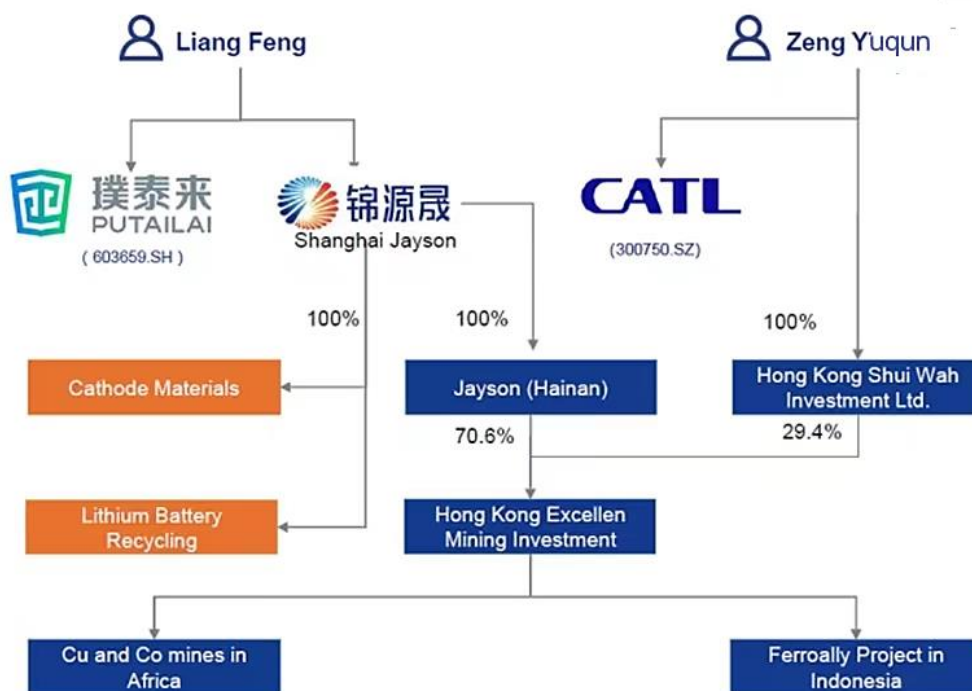 Liang Feng
Zeng Yuqun
璞泰来
PUTAILAI
( 603659.SH )
锦源晟
Shanghai Jayson
CATL
(300750.SZ)
100%
100%
100%
Cathode Materials
Jayson (Hainan)
Hong Kong Shui Wah
Investment Ltd.
70.6%
29.4%
Lithium Battery
Recycling
Hong Kong Excellen
Mining Investment
Cu and Co mines in
Africa
Ferroally Project in
Indonesia